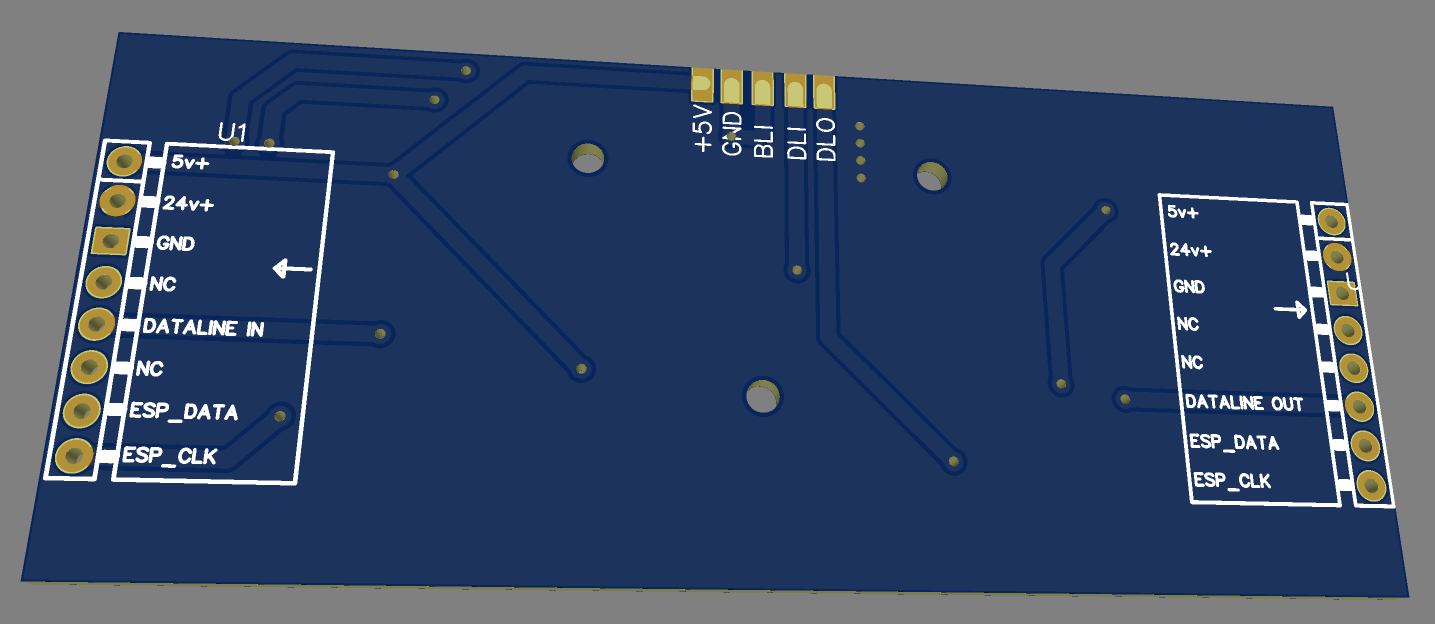 U1
5v+
24v+
GND
NC
DATALINE IN
NC
ESP_DATA
ESP_CLK
+5V
GND
BLI
DLI
DLO
5v+
24v+
GND
NC
NC
DATALINE OUT
ESP_DATA
ESP_CLK